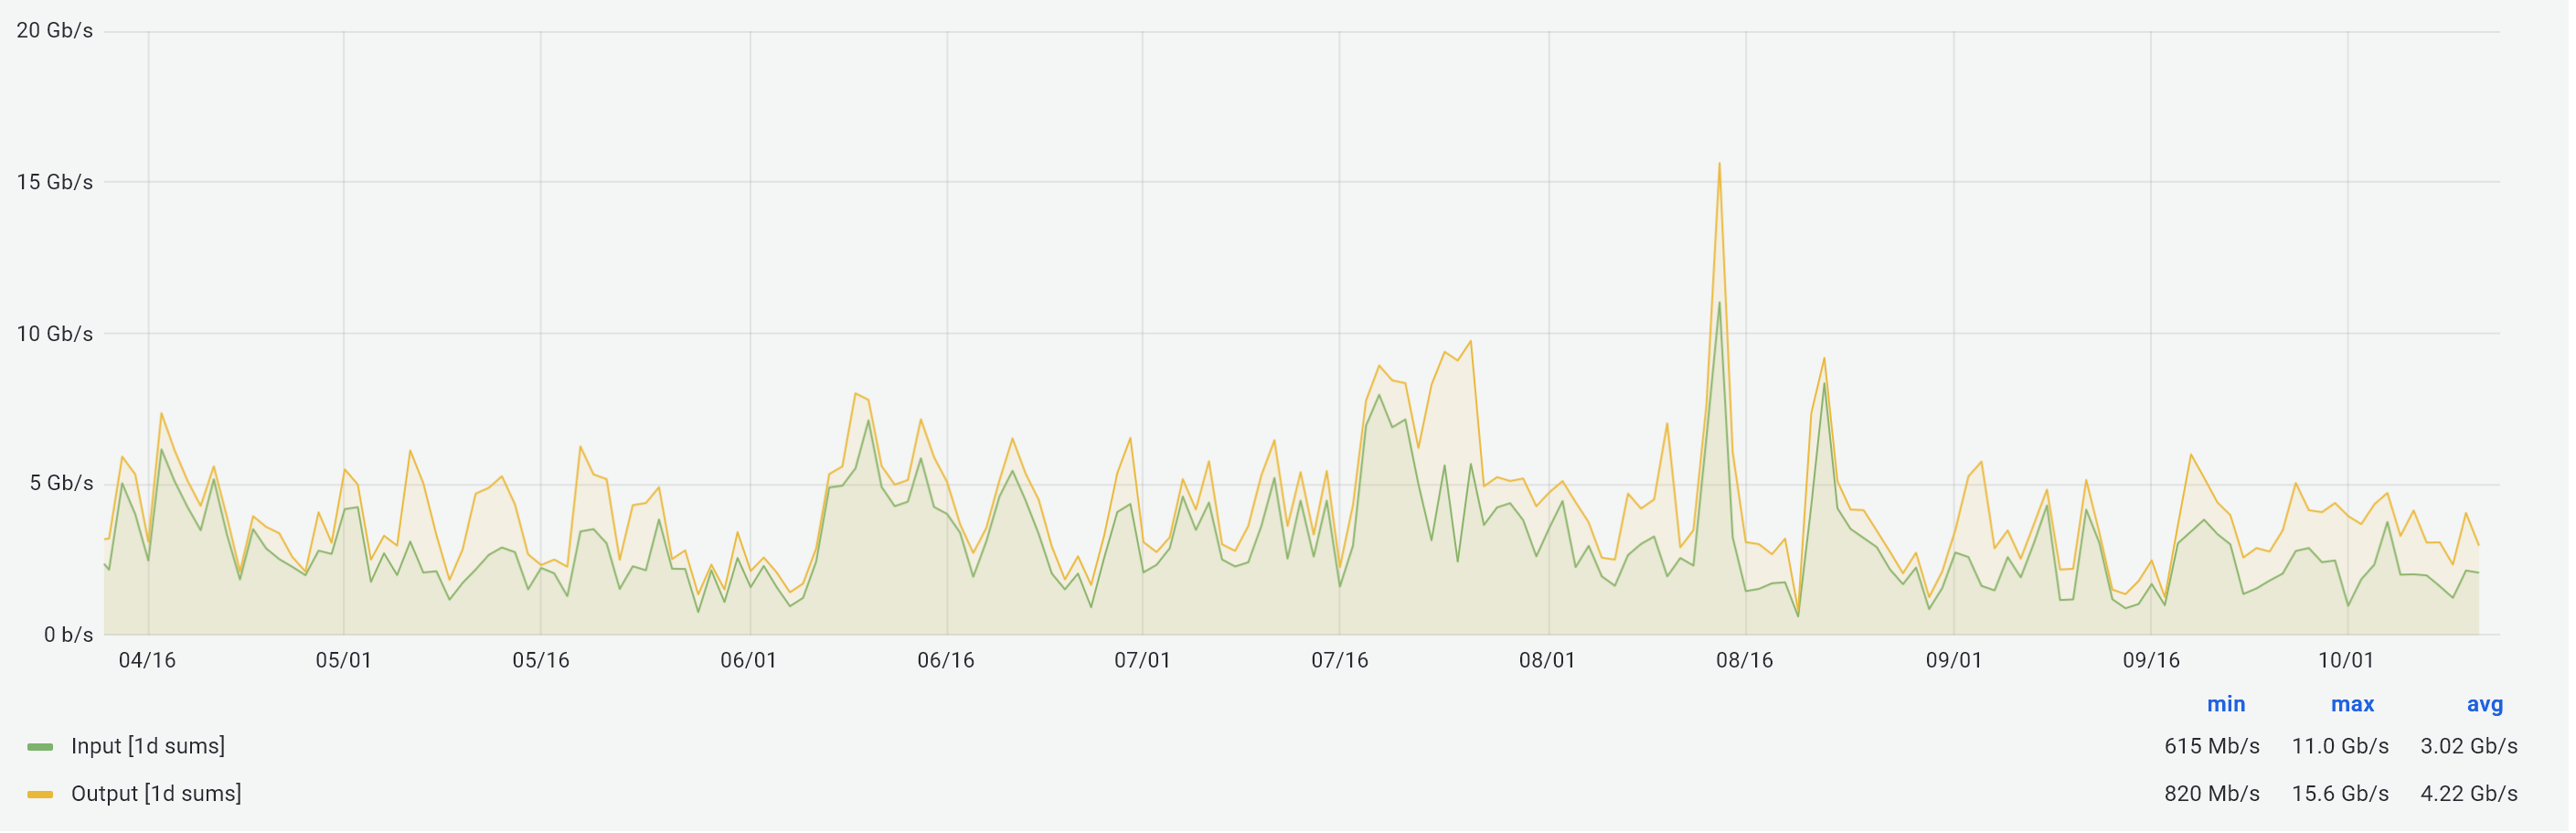 20 Gb/s
15 Gb/s
10 Gb/s
5 Gb/s
0 b/s
04/16 05/01 05/16 06/01 06/16 07/01 07/16 08/01 08/16 09/01 09/16 10/01
min max avg
Input [1d sums] 615 Mb/s 11.0 Gb/s 3.02 Gb/s
Output [1d sums] 820 Mb/s 15.6 Gb/s 4.22 Gb/s